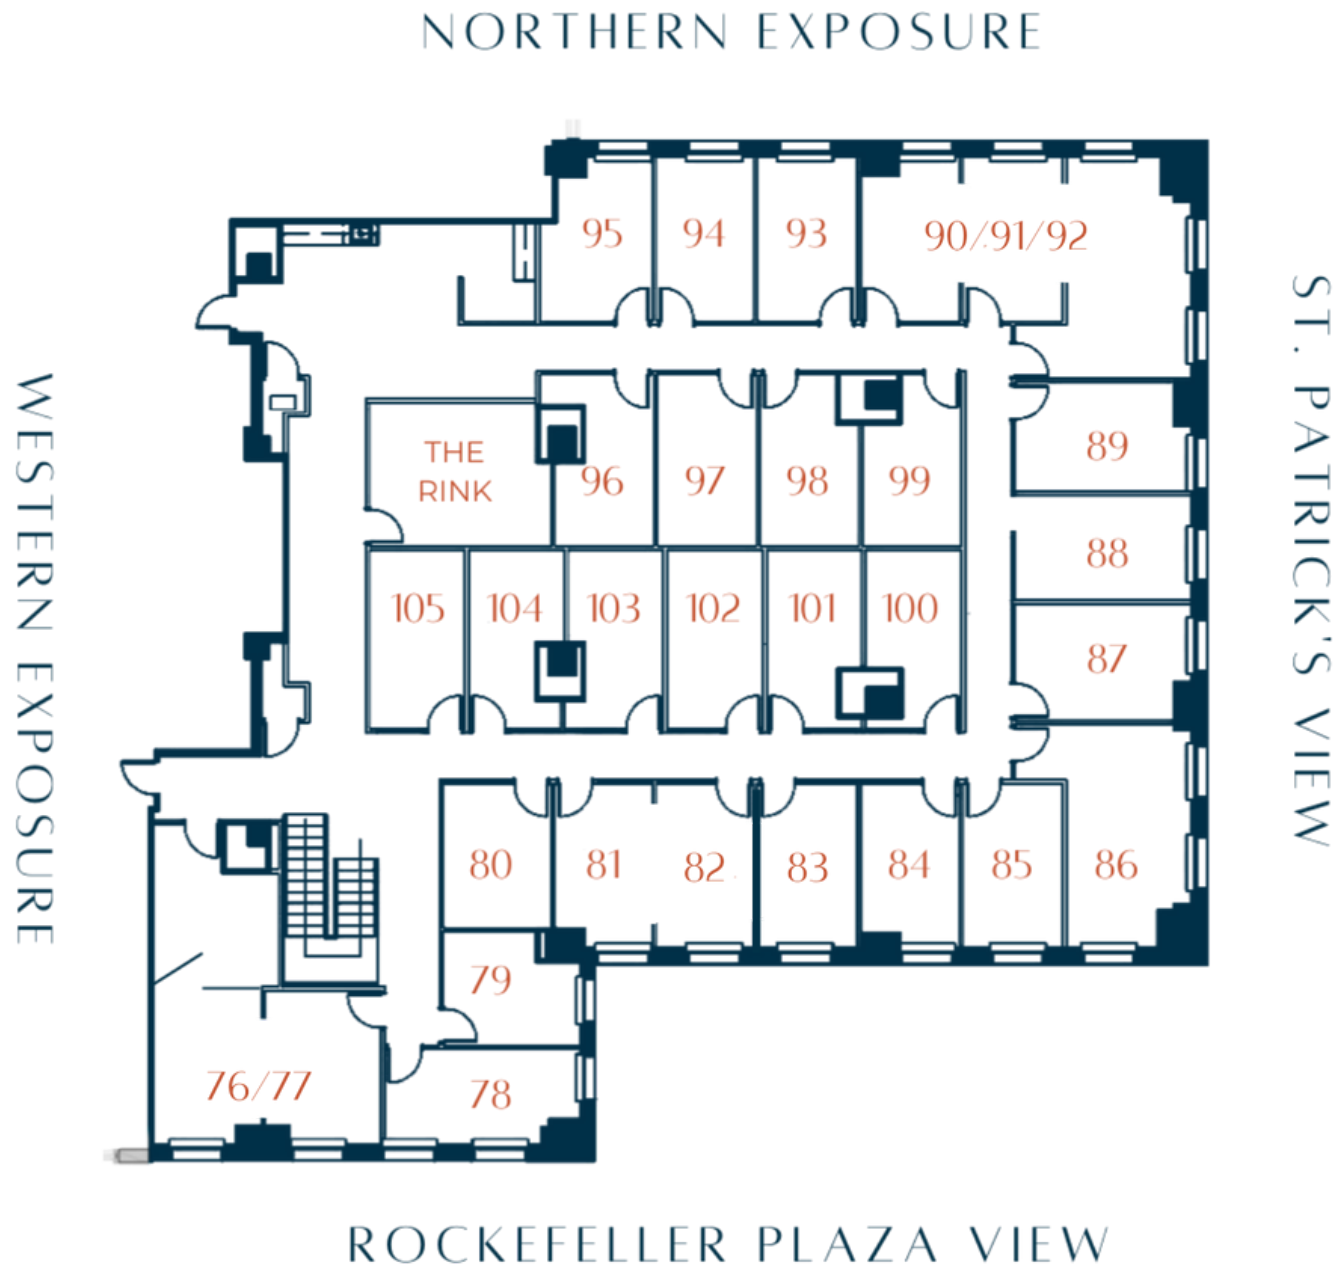 NORTHERN EXPOSURE
95 94 93 90/91/92
WESTERN EXPOSURE
ST. PATRICK'S VIEW
THE
RINK
96 97 98 99
89
88
105 104 103 102 101 100
87
80 81 82 83 84 85 86
79
76/77
78
ROCKEFELLER PLAZA VIEW